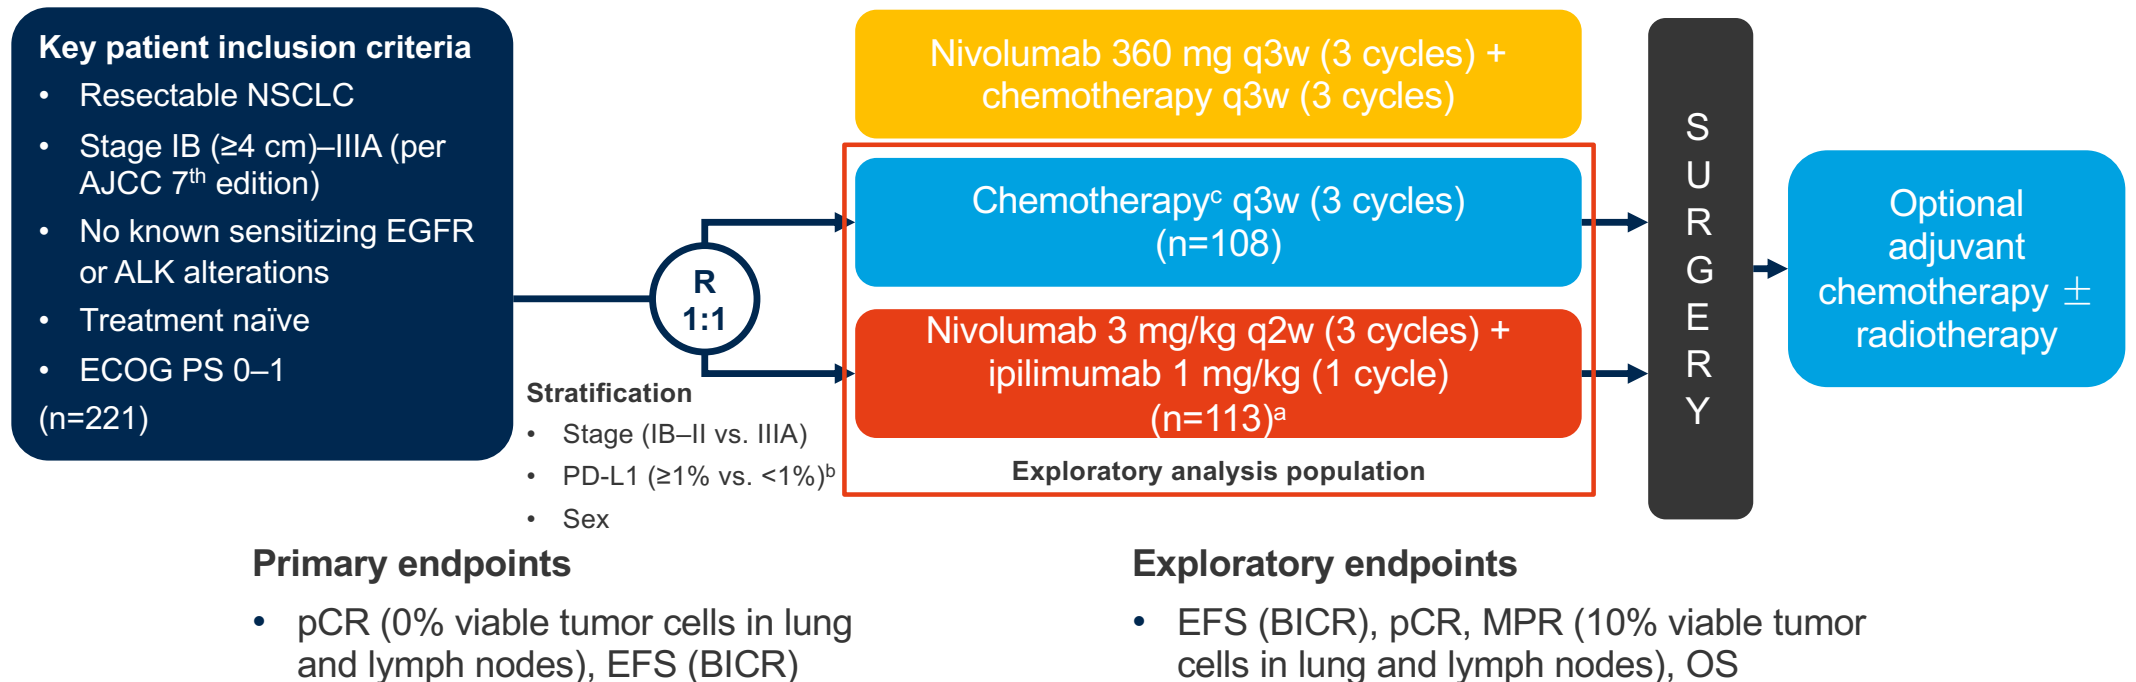 Key patient inclusion criteria
• Resectable NSCLC
• Stage IB (≥4 cm)–IIIA (per
AJCC 7th edition)
• No known sensitizing EGFR
or ALK alterations
• Treatment naïve
• ECOG PS 0–1
(n=221)
R
1:1
Stratification
• Stage (IB–II vs. IIIA)
• PD-L1 (≥1% vs. <1%)b
• Sex
Nivolumab 360 mg q3w (3 cycles) +
chemotherapy q3w (3 cycles)
Chemotherapyc q3w (3 cycles)
(n=108)
Nivolumab 3 mg/kg q2w (3 cycles) +
ipilimumab 1 mg/kg (1 cycle)
(n=113)a
Exploratory analysis population
S
U
R
G
E
R
Y
Optional
adjuvant
chemotherapy ±
radiotherapy
Primary endpoints
• pCR (0% viable tumor cells in lung
and lymph nodes), EFS (BICR)
Exploratory endpoints
• EFS (BICR), pCR, MPR (10% viable tumor
cells in lung and lymph nodes), OS